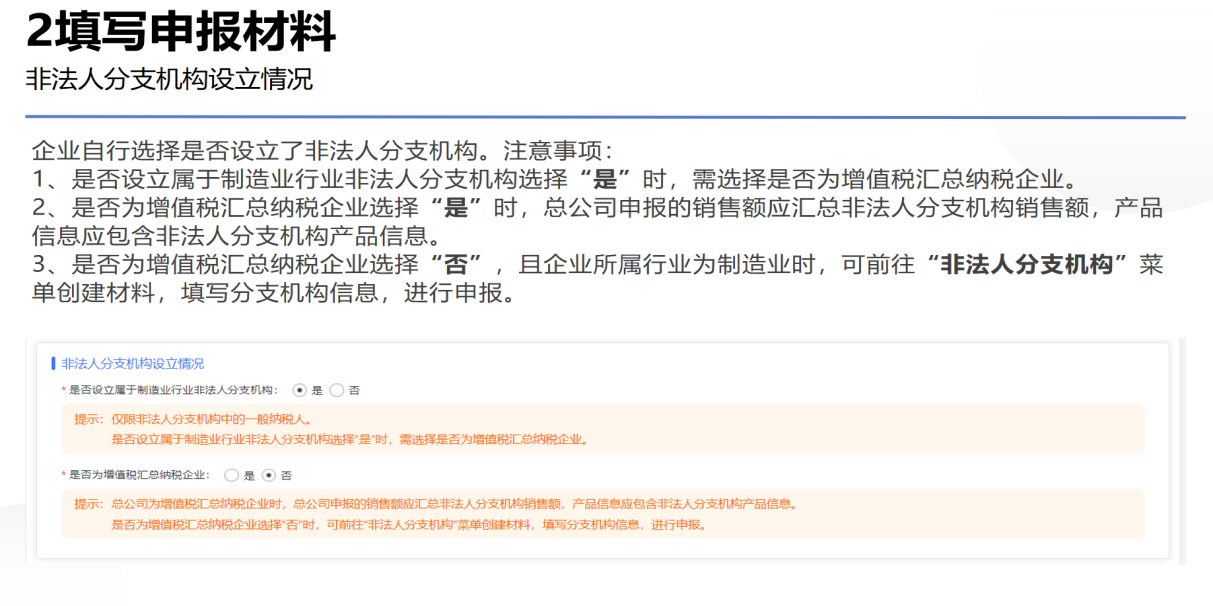 2填写申报材料
非法人分支机构设立情况
企业自行选择是否设立了非法人分支机构。注意事项：
1、是否设立属于制造业行业非法人分支机构选择“是”时，需选择是否为增值税汇总纳税企业。
2、是否为增值税汇总纳税企业选择“是”时，总公司申报的销售额应汇总非法人分支机构销售额，产品
信息应包含非法人分支机构产品信息。
3、是否为增值税汇总纳税企业选择“否”，且企业所属行业为制造业时，可前往“非法人分支机构”菜
单创建材料，填写分支机构信息，进行申报。
非法人分支机构设立情况
* 是否设立属于制造业行业非法人分支机构： 是 否
提示：仅限非法人分支机构中的一般纳税人。
是否设立属于制造业行业非法人分支机构选择“是”时，需选择是否为增值税汇总纳税企业。
* 是否为增值税汇总纳税企业： 是 否
提示：总公司为增值税汇总纳税企业时，总公司申报的销售额应汇总非法人分支机构销售额，产品信息应包含非法人分支机构产品信息。
是否为增值税汇总纳税企业选择“否”时，可前往“非法人分支机构”菜单创建材料，填写分支机构信息，进行申报。